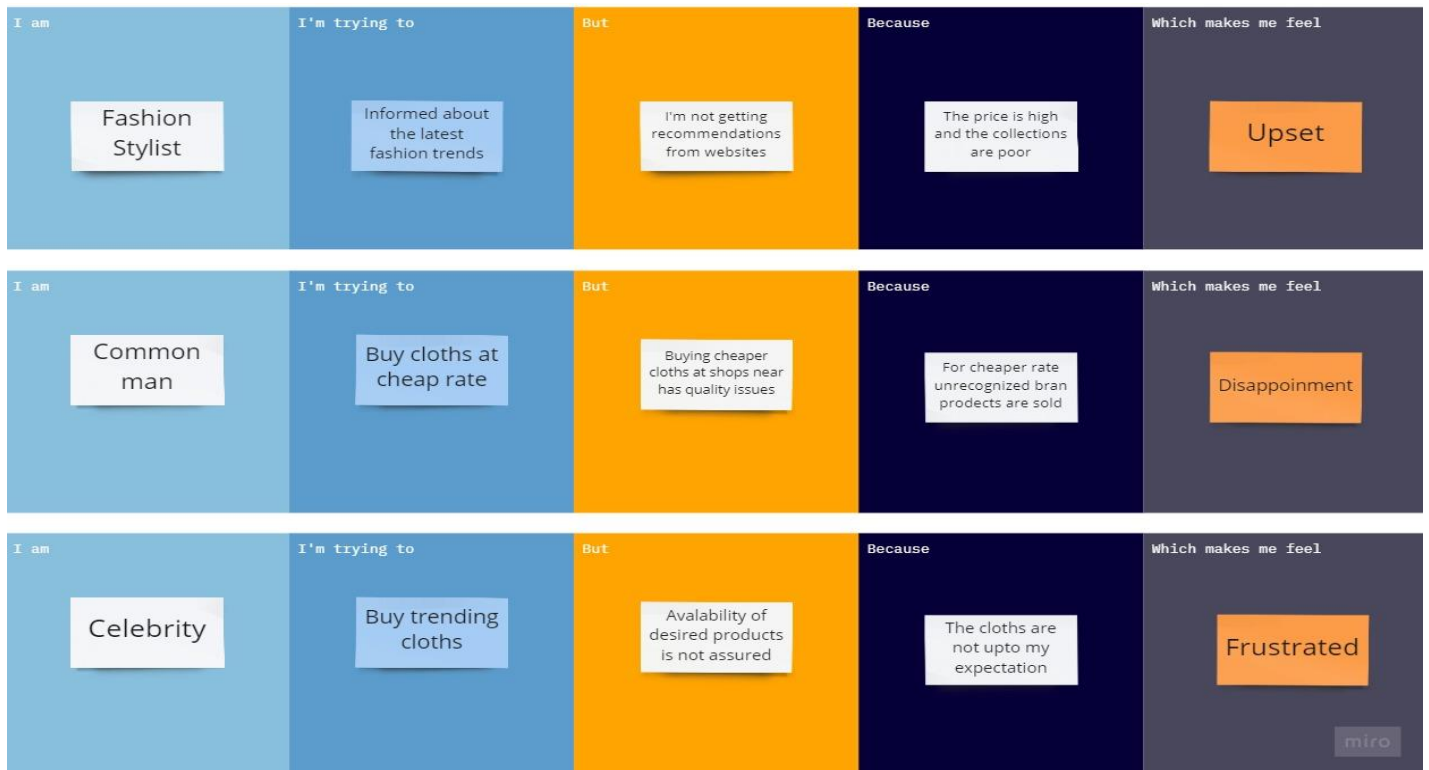 I am
I'm trying to
But
Because
Which makes me feel
Fashion
Stylist
Informed about
the latest
fashion trends
I'm not getting
recommendations
from websites
The price is high
and the collections
are poor
Upset
I am
I'm trying to
But
Because
Which makes me feel
Common
man
Buy cloths at
cheap rate
Buying cheaper
cloths at shops near
has quality issues
For cheaper rate
unrecognized bran
prodects are sold
Disappoinment
I am
I'm trying to
But
Because
Which makes me feel
Celebrity
Buy trending
cloths
Avalability of
desired products
is not assured
The cloths are
not upto my
expectation
Frustrated
miro